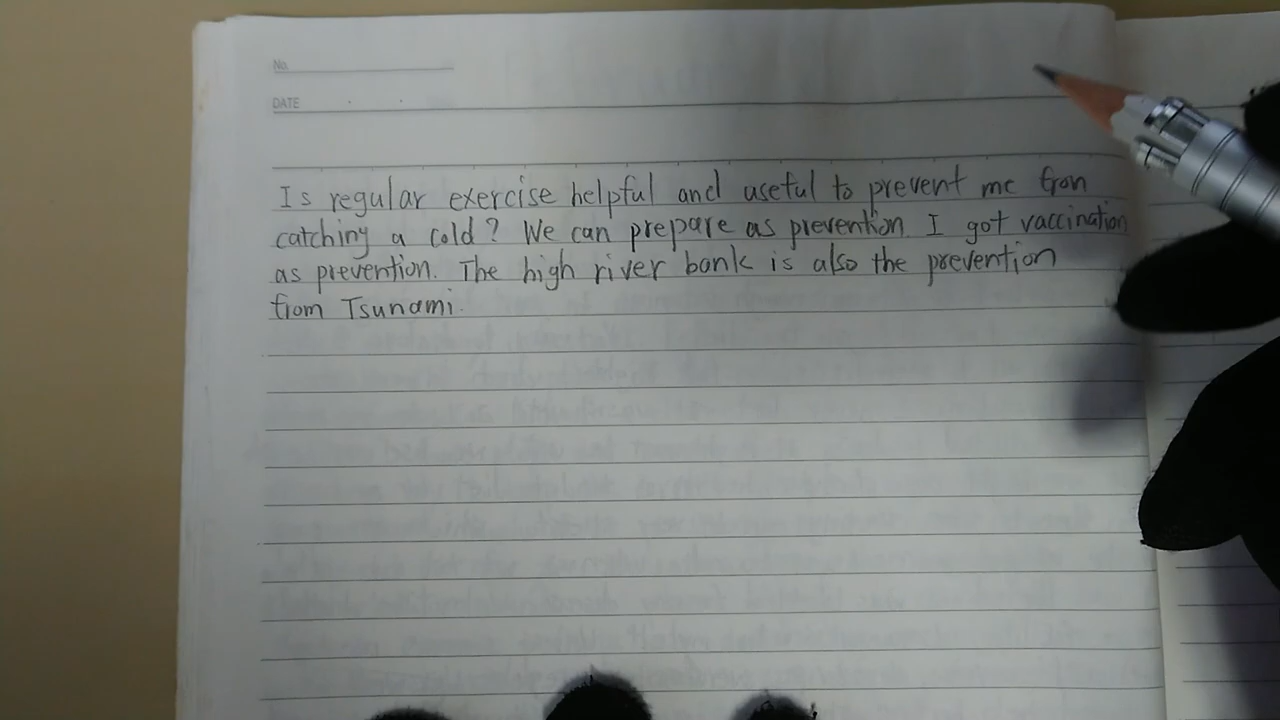 No.
DATE
Is regular exercise helpful and useful to prevent me from
catching a cold? We can prepare as prevention. I got vaccination
as prevention. The high river bank is also the prevention
from Tsunami.